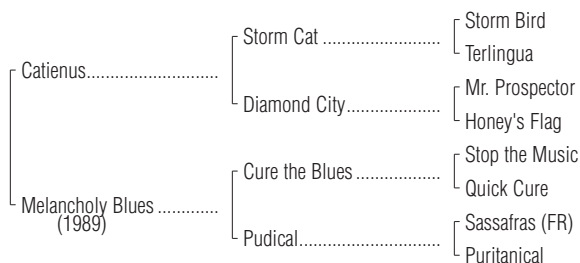 Storm Bird
Storm Cat ........................
Terlingua
Catienus...........................
Mr. Prospector
Diamond City...................
Honey's Flag
Stop the Music
Cure the Blues .................
Quick Cure
Melancholy Blues .............
(1989)
Sassafras (FR)
Pudical.............................
Puritanical